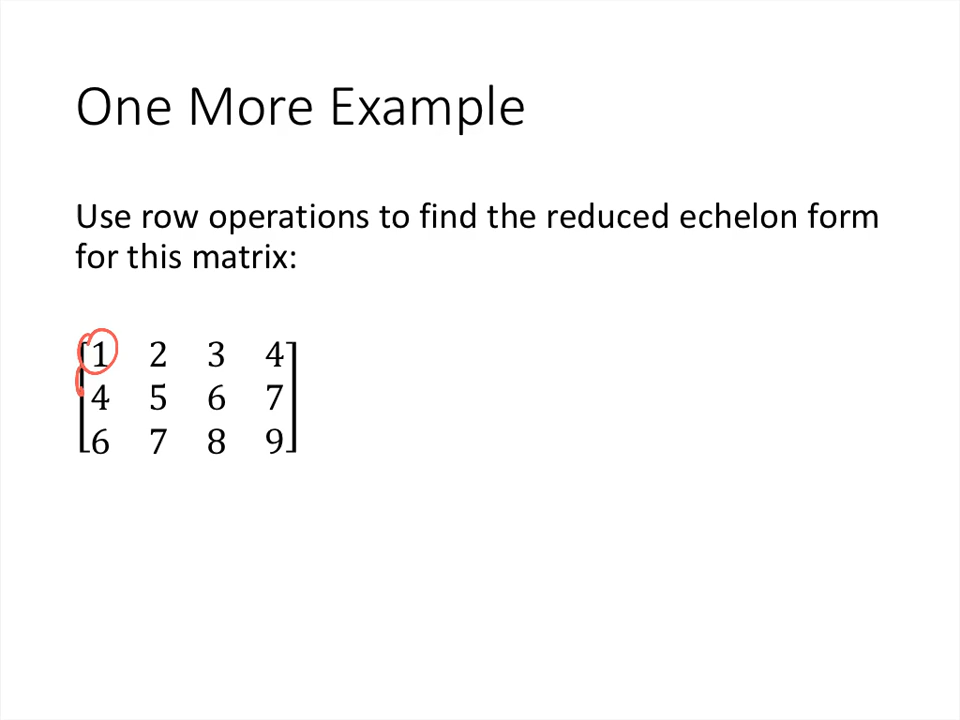 One More Example
Use row operations to find the reduced echelon form
for this matrix:
1 2 3 4
4 5 6 7
6 7 8 9